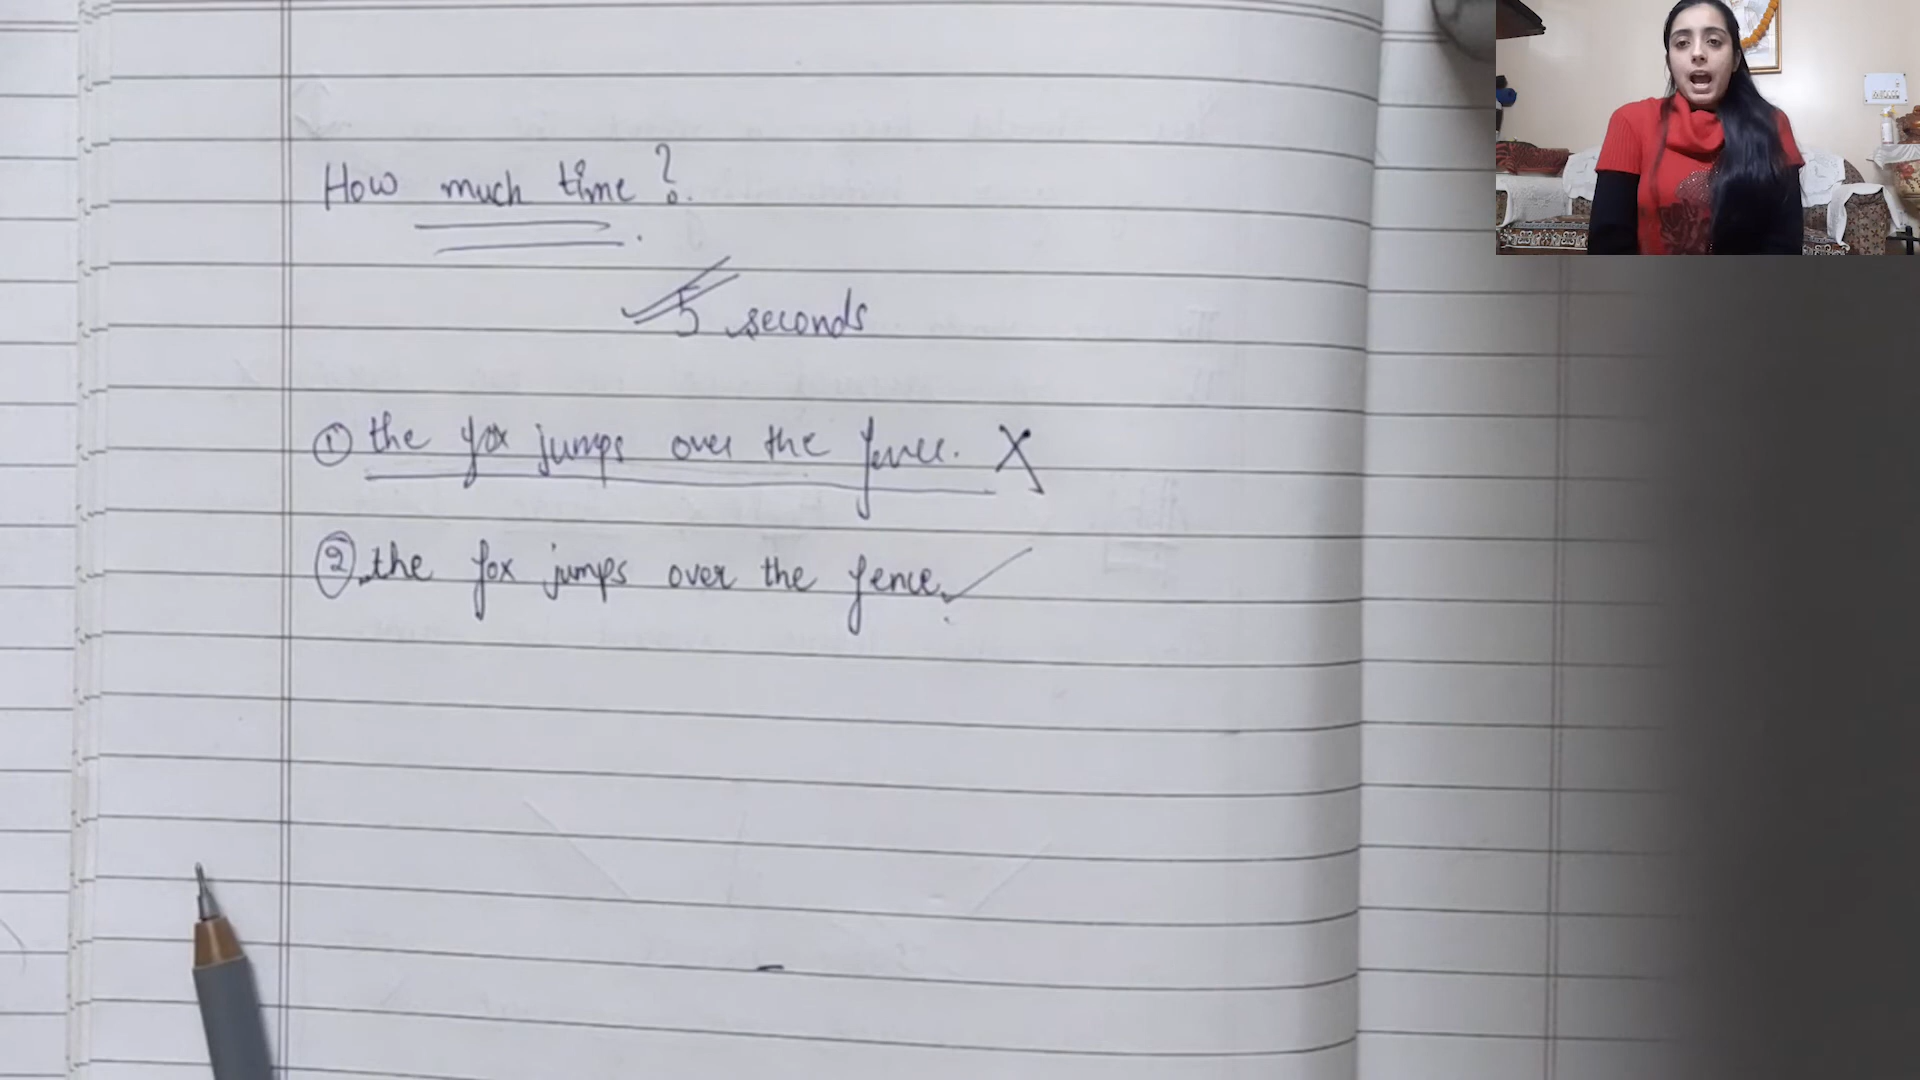 How much time?
5 seconds
① the fox jumps over the fence. X
②. the fox jumps over the fence. ✓